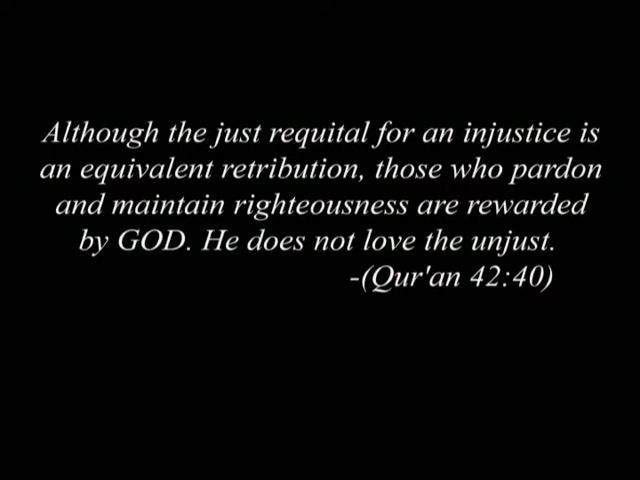 Although the just requital for an injustice is
an equivalent retribution, those who pardon
and maintain righteousness are rewarded
by GOD. He does not love the unjust.
-(Qur'an 42:40)